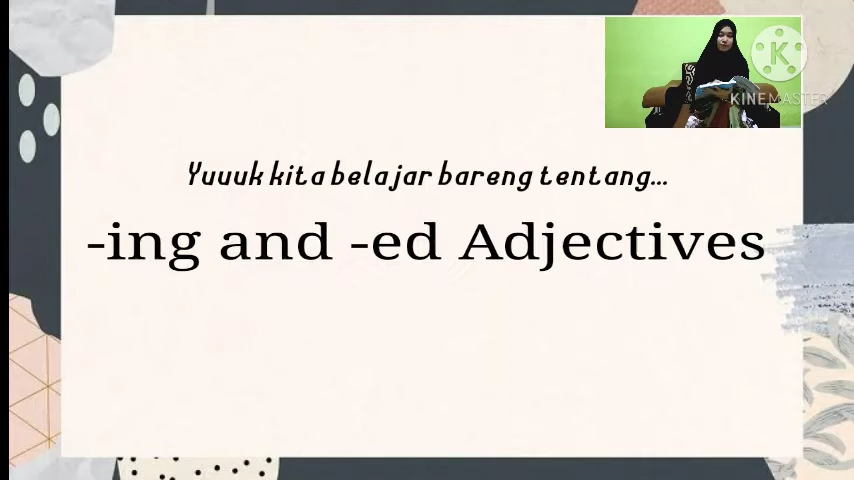 K
KINEMASTER
Yuuuk kita belajar bareng tentang...
-ing and -ed Adjectives